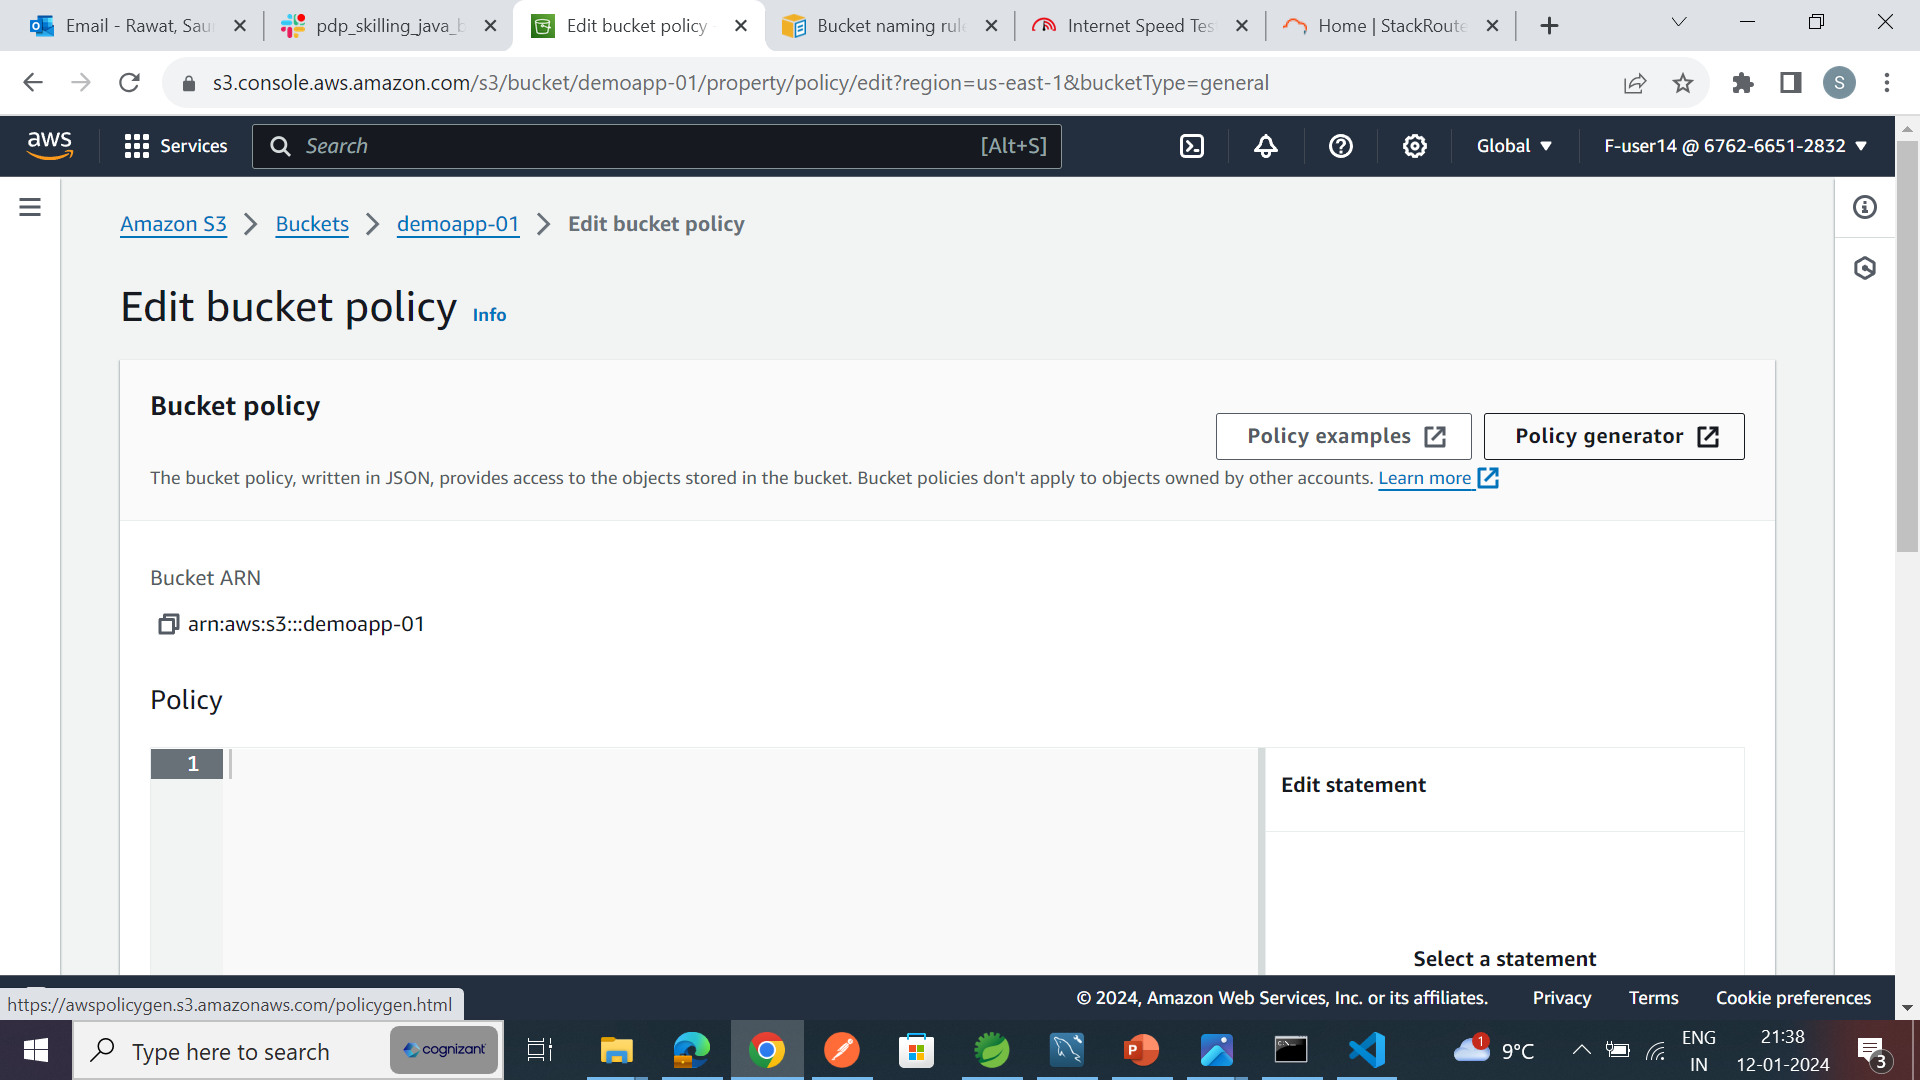 Email - Rawat, Sau
pdp_skilling_java_b
Edit bucket policy
Bucket naming rule
Internet Speed Tes
Home | StackRoute
s3.console.aws.amazon.com/s3/bucket/demoapp-01/property/policy/edit?region=us-east-1&bucketType=general
S
aws
Services
Search
[Alt+S]
Global
F-user14 @ 6762-6651-2832
Amazon S3
Buckets
demoapp-01
Edit bucket policy
Edit bucket policy
Info
Bucket policy
Policy examples
Policy generator
The bucket policy, written in JSON, provides access to the objects stored in the bucket. Bucket policies don't apply to objects owned by other accounts. Learn more
Bucket ARN
arn:aws:s3:::demoapp-01
Policy
1
Edit statement
Select a statement
https://awspolicygen.s3.amazonaws.com/policygen.html
© 2024, Amazon Web Services, Inc. or its affiliates.
Privacy
Terms
Cookie preferences
Type here to search
cognizant
1
9°C
ENG
IN
21:38
12-01-2024
3